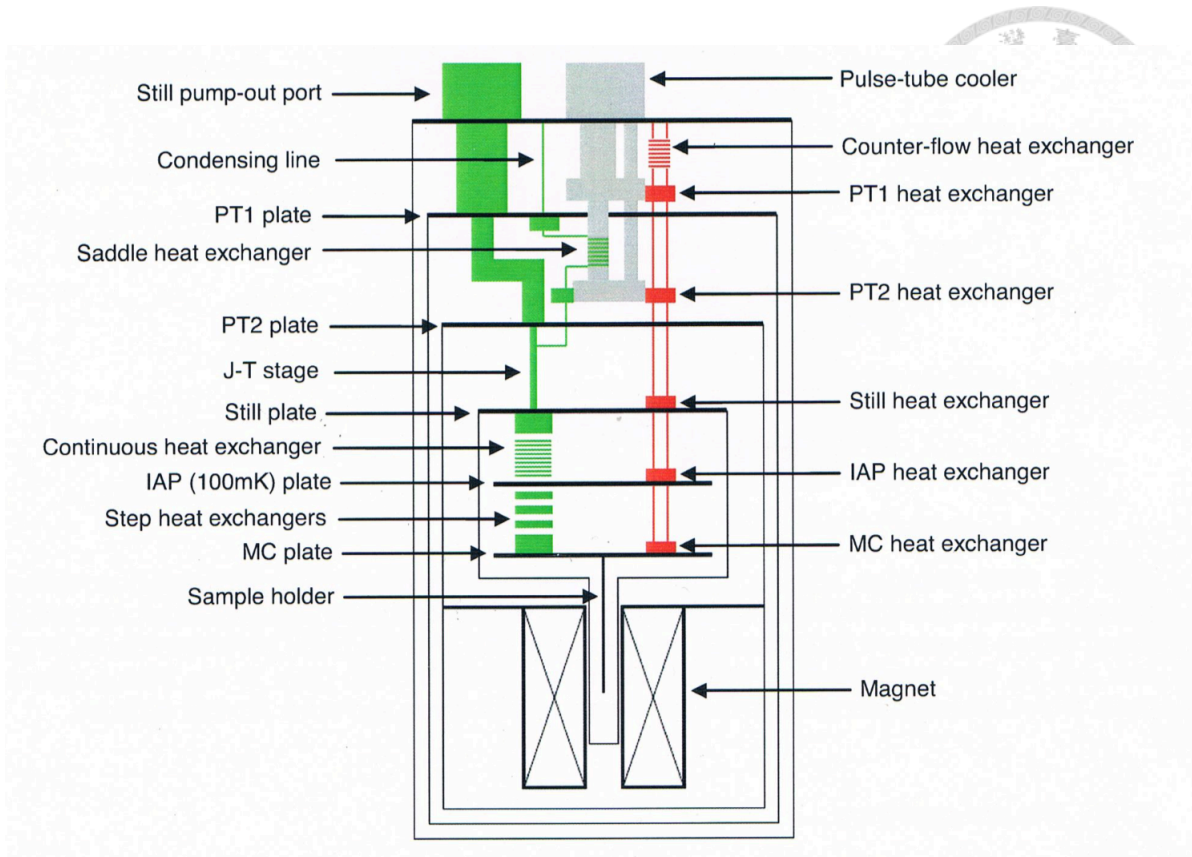 Still pump-out port
Condensing line
PT1 plate
Saddle heat exchanger
PT2 plate
J-T stage
Still plate
Continuous heat exchanger
IAP (100mK) plate
Step heat exchangers
MC plate
Sample holder
Pulse-tube cooler
Counter-flow heat exchanger
PT1 heat exchanger
PT2 heat exchanger
Still heat exchanger
IAP heat exchanger
MC heat exchanger
Magnet